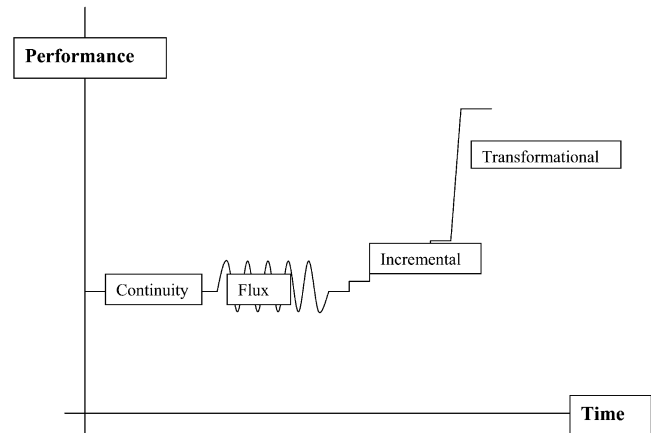 Performance
Transformational
Incremental
Continuity
Flux
Time